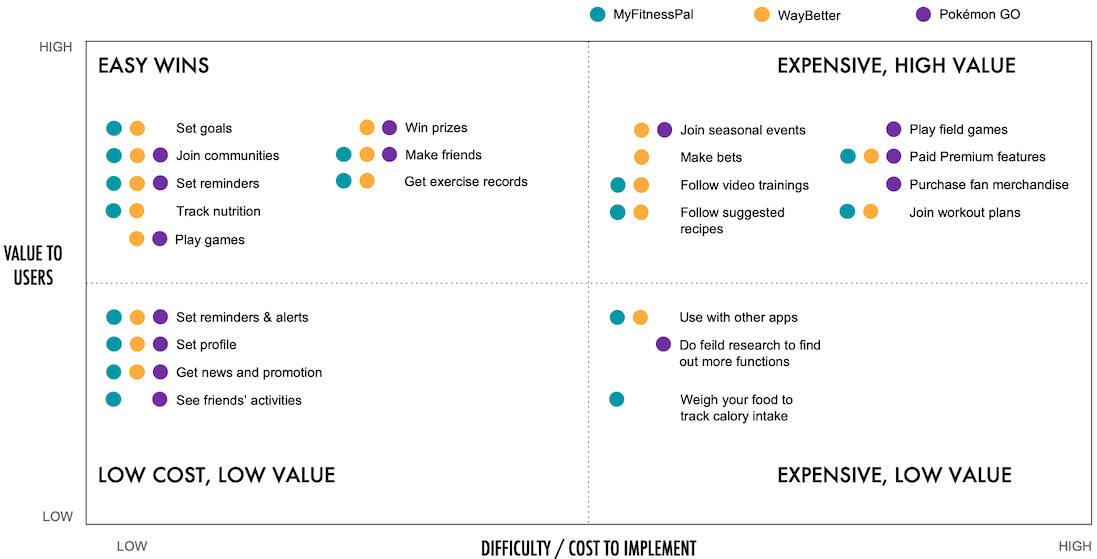 MyFitnessPal
WayBetter
Pokémon GO
HIGH
EASY WINS
EXPENSIVE, HIGH VALUE
Set goals
Join communities
Set reminders
Track nutrition
Play games
Win prizes
Make friends
Get exercise records
Join seasonal events
Make bets
Follow video trainings
Follow suggested
recipes
Play field games
Paid Premium features
Purchase fan merchandise
Join workout plans
VALUE TO
USERS
Set reminders & alerts
Set profile
Get news and promotion
See friends’ activities
Use with other apps
Do feild research to find
out more functions
Weigh your food to
track calory intake
LOW COST, LOW VALUE
EXPENSIVE, LOW VALUE
LOW
LOW
DIFFICULTY / COST TO IMPLEMENT
HIGH